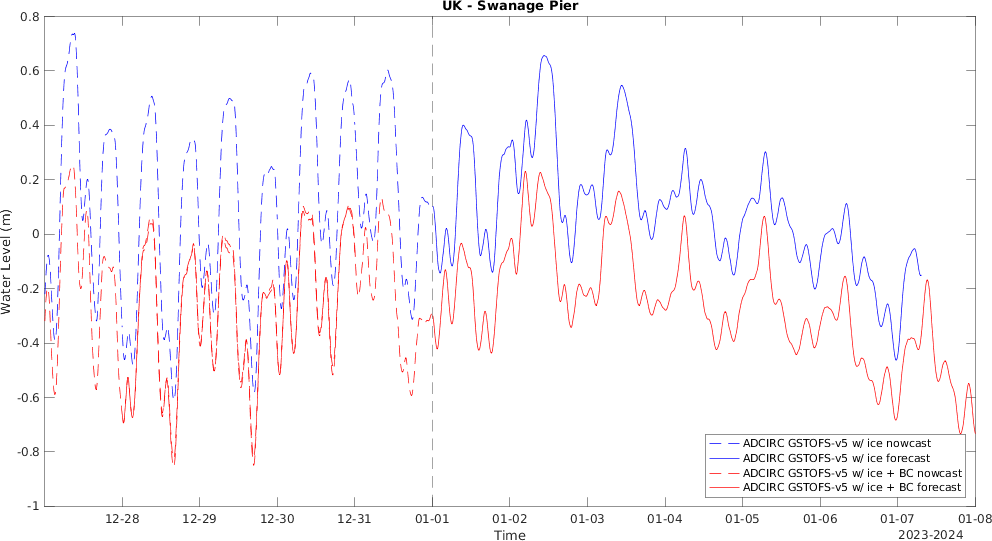 UK - Swanage Pier
0.8
0.6
0.4
0.2
0
-0.2
-0.4
-0.6
-0.8
-1
Water Level (m)
12-28 12-29 12-30 12-31 01-01 01-02 01-03 01-04 01-05 01-06 01-07 01-08
Time
2023-2024
ADCIRC GSTOFS-v5 w/ ice nowcast
ADCIRC GSTOFS-v5 w/ ice forecast
ADCIRC GSTOFS-v5 w/ ice + BC nowcast
ADCIRC GSTOFS-v5 w/ ice + BC forecast